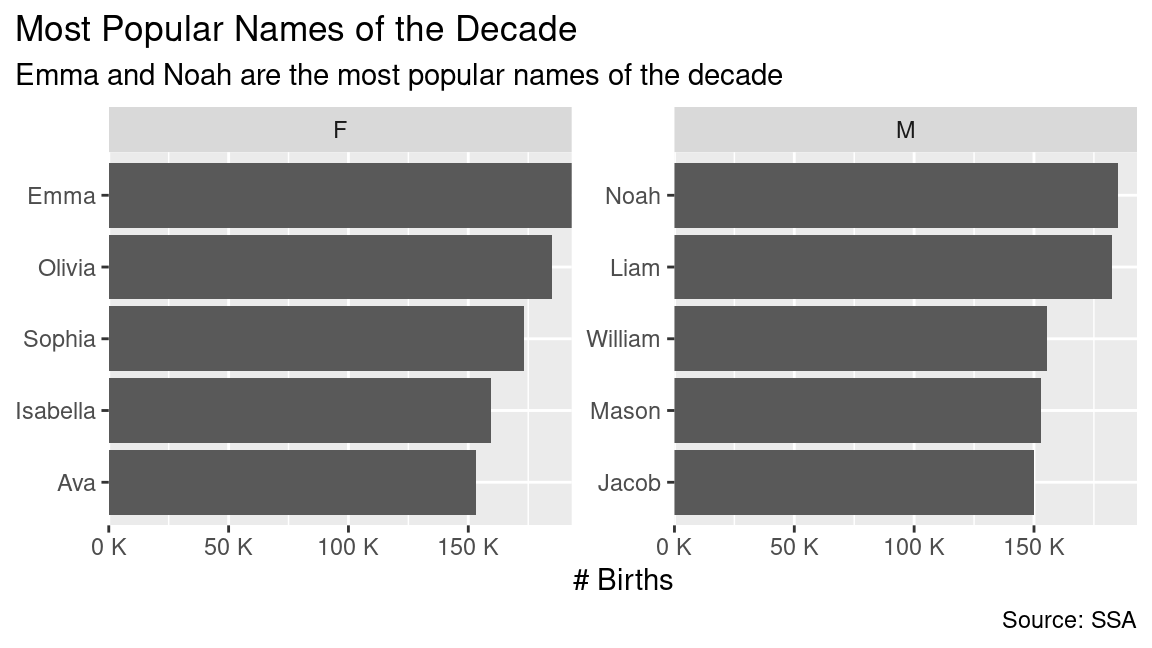 Most Popular Names of the Decade
Emma and Noah are the most popular names of the decade
F
Emma
Olivia
Sophia
Isabella
Ava
0 K 50 K 100 K 150 K
M
Noah
Liam
William
Mason
Jacob
0 K 50 K 100 K 150 K
# Births
Source: SSA